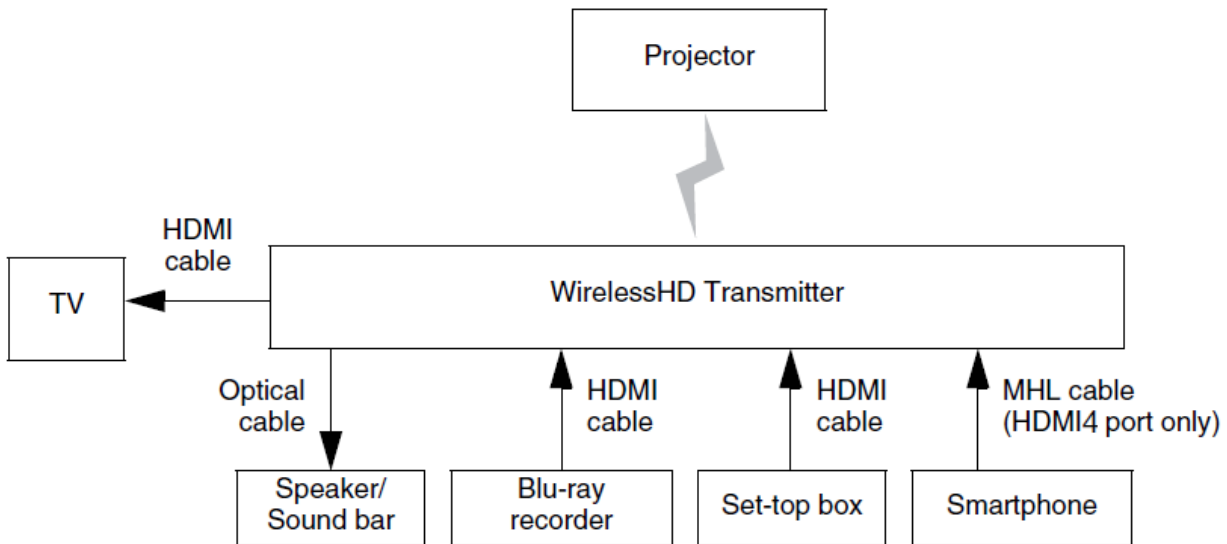 Projector
HDMI
cable
TV
WirelessHD Transmitter
Optical
cable
HDMI
cable
HDMI
cable
MHL cable
(HDMI4 port only)
Speaker/
Sound bar
Blu-ray
recorder
Set-top box
Smartphone